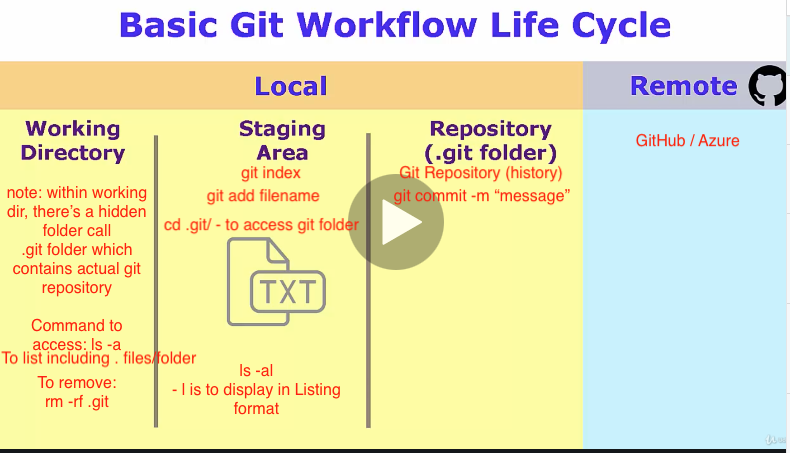 Basic Git Workflow Life Cycle
Local
Remote
Working
Directory
note: within working
dir, there's a hidden
folder call
.git folder which
contains actual git
repository
Command to
access: ls -a
To list including . files/folder
To remove:
rm -rf .git
Staging
Area
git index
git add filename
cd .git/ - to access git folder
TXT
ls -al
- l is to display in Listing
format
Repository
(.git folder)
Git Repository (history)
git commit -m “message”
GitHub / Azure